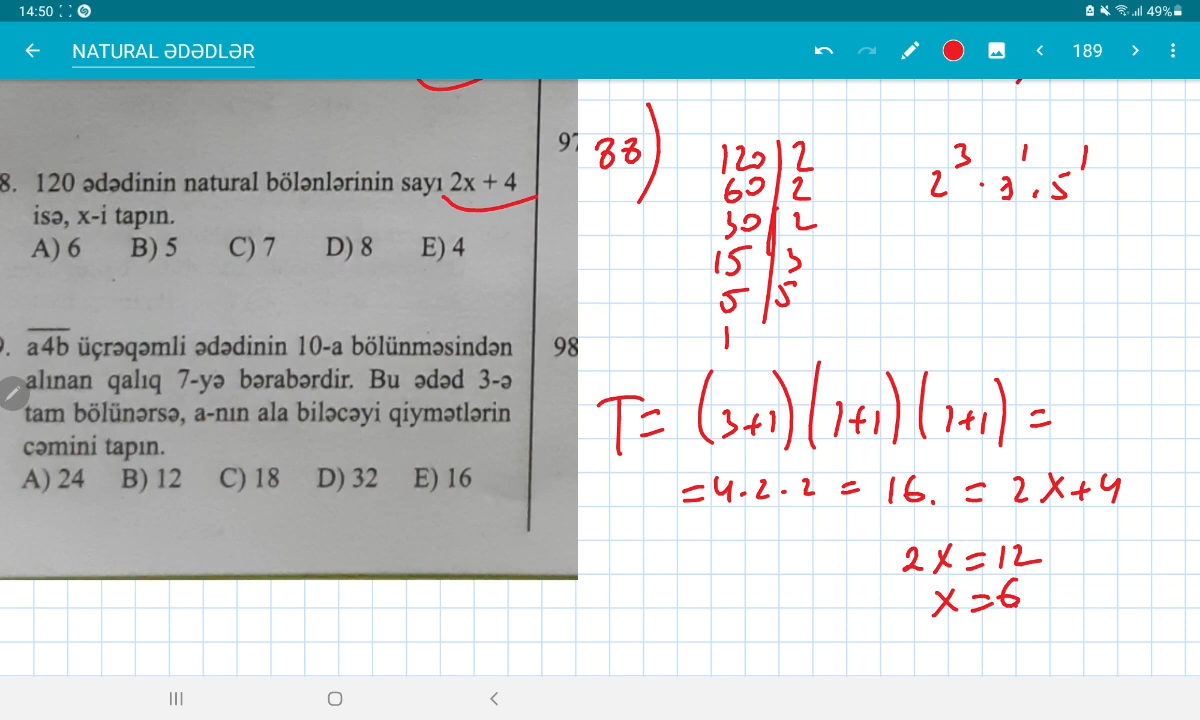 14:50
49%
NATURAL ƏDƏDLƏR
189
97
8. 120 ədədinin natural bölənlərinin sayı 2x + 4
isə, x-i tapın.
A) 6 B) 5 C) 7 D) 8 E) 4
9. a4b üçrəqəmli ədədinin 10-a bölünməsindən
alınan qalıq 7-yə bərabərdir. Bu ədəd 3-ə
tam bölünərsə, a-nın ala biləcəyi qiymətlərin
cəmini tapın.
A) 24 B) 12 C) 18 D) 32 E) 16
98
88)
120 | 2
60 | 2
30 | 2
15 | 3
5 | 5
1
2³ · 3¹ · 5¹
T = (3+1)(1+1)(1+1) =
= 4 · 2 · 2 = 16. = 2x+4
2x = 12
x = 6